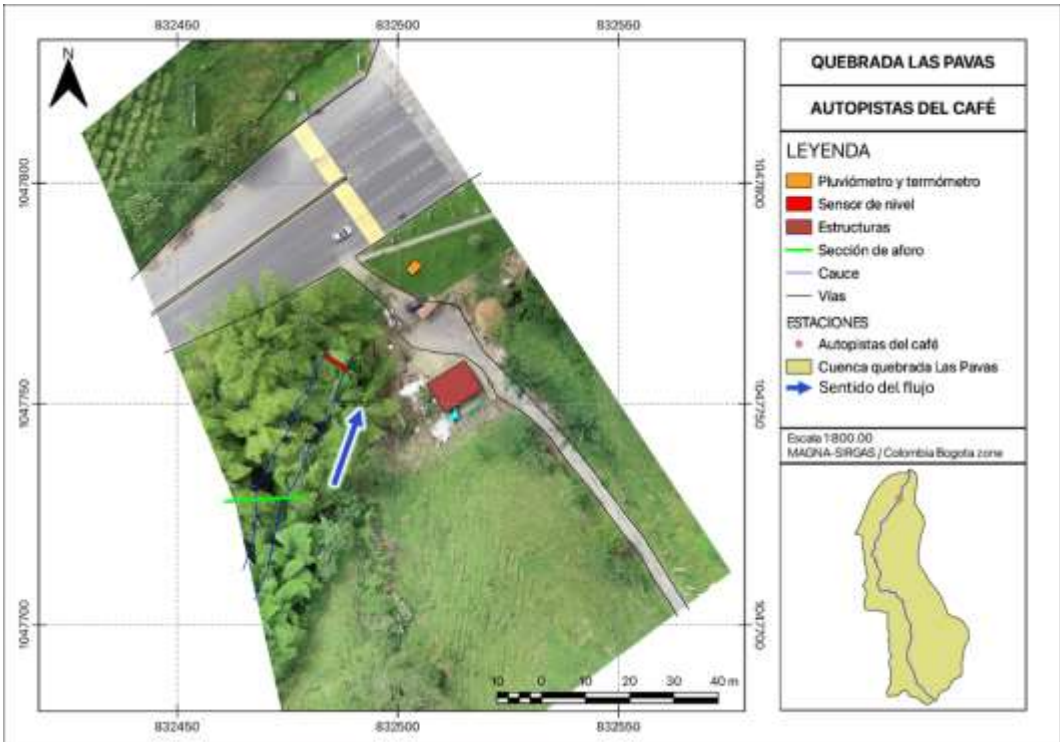 832450 832500 832550
N
1047800 1047800
1047750 1047750
1047700 1047700
10 0 10 20 30 40 m
832450 832500 832550
QUEBRADA LAS PAVAS
AUTOPISTAS DEL CAFÉ
LEYENDA
Pluviómetro y termómetro
Sensor de nivel
Estructuras
Sección de aforo
Cauce
Vías
ESTACIONES
Autopistas del café
Cuenca quebrada Las Pavas
Sentido del flujo
Escala 1:800.00
MAGNA-SIRGAS / Colombia Bogota zone